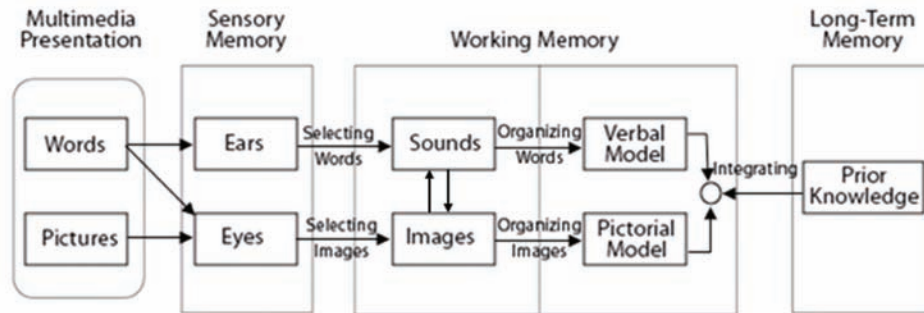 Multimedia
Presentation
Sensory
Memory
Working Memory
Long-Term
Memory
Words
Ears
Selecting
Words
Sounds
Organizing
Words
Verbal
Model
Integrating
Prior
Knowledge
Pictures
Eyes
Selecting
Images
Images
Organizing
Images
Pictorial
Model